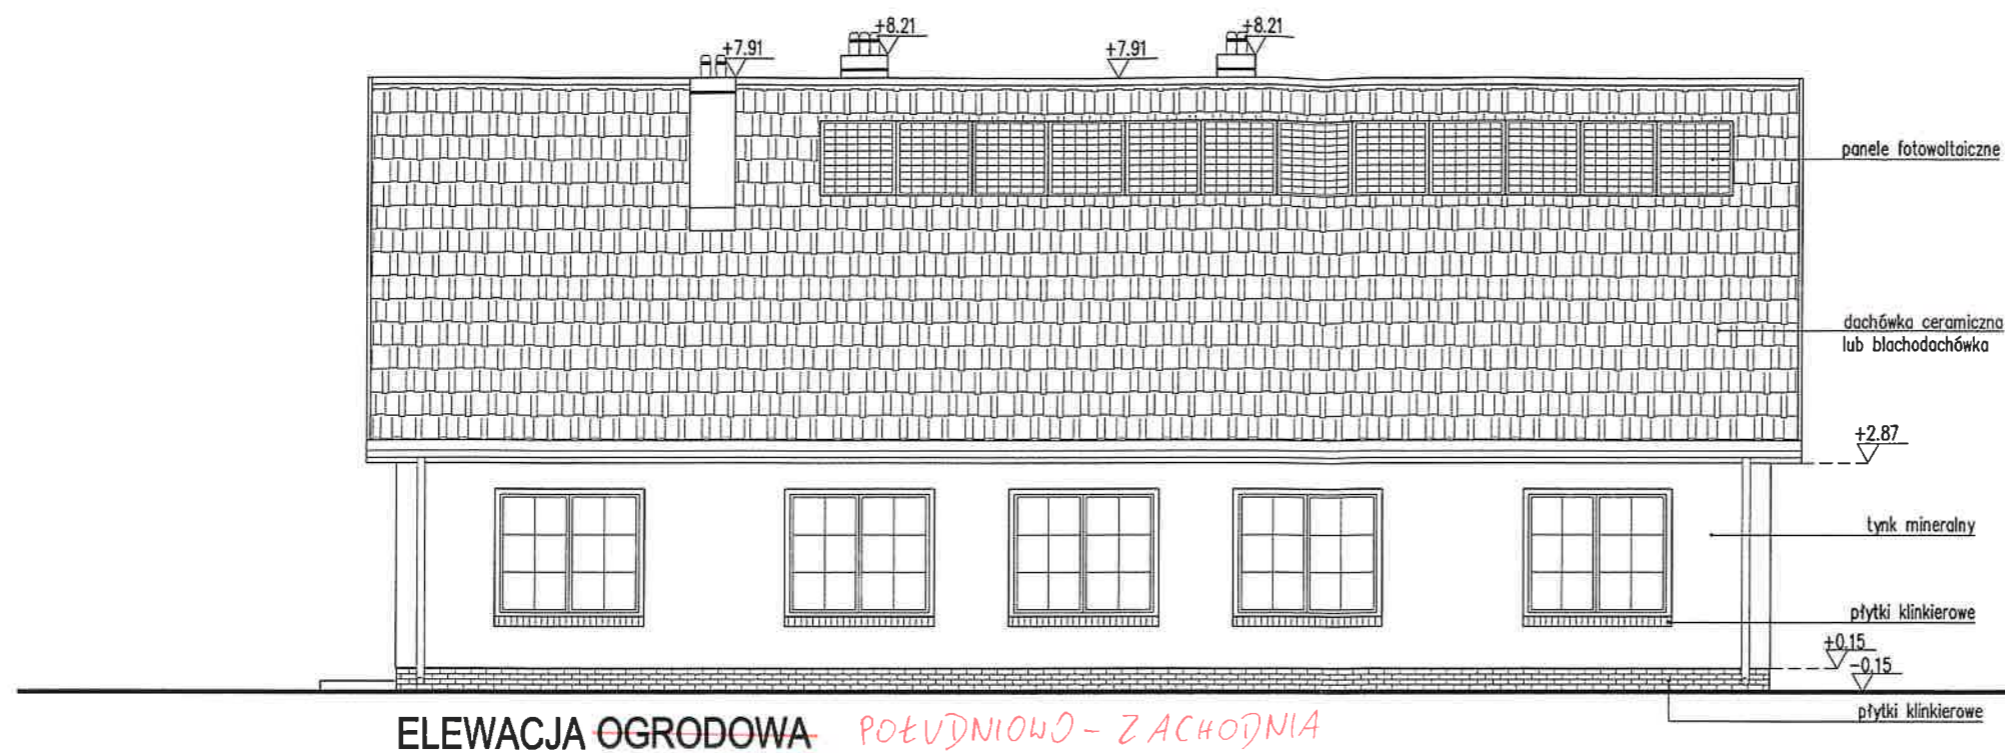 +7.91
+8.21
+7.91
+8.21
panele fotowoltaiczne
dachówka ceramiczna
lub blachodachówka
+2.87
tynk mineralny
płytki klinkierowe
+0.15
-0.15
płytki klinkierowe
ELEWACJA OGRODOWA POŁUDNIOWO - ZACHODNIA